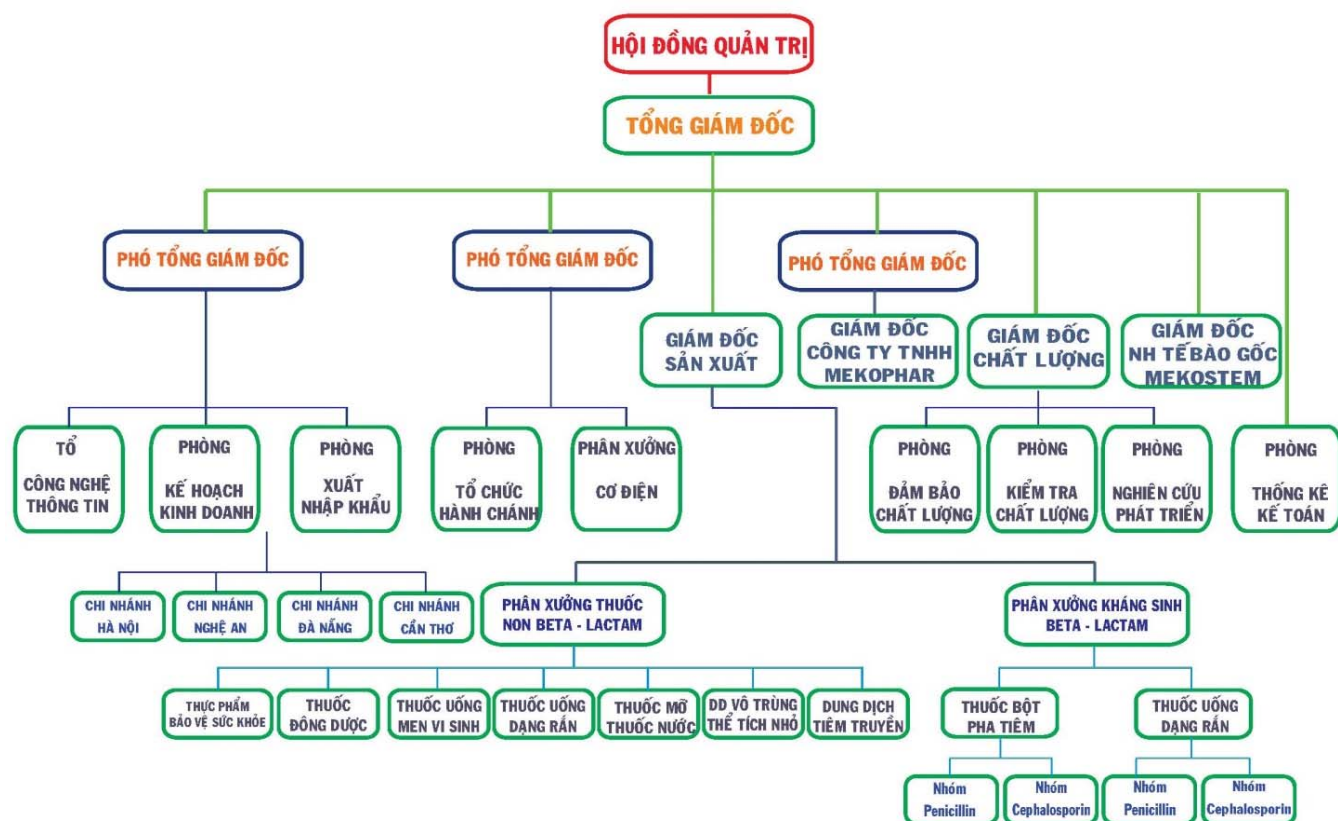 HỘI ĐỒNG QUẢN TRỊ
TỔNG GIÁM ĐỐC
PHÓ TỔNG GIÁM ĐỐC
PHÓ TỔNG GIÁM ĐỐC
PHÓ TỔNG GIÁM ĐỐC
GIÁM ĐỐC
SẢN XUẤT
GIÁM ĐỐC
CÔNG TY TNHH
MEKOPHAR
GIÁM ĐỐC
CHẤT LƯỢNG
GIÁM ĐỐC
NH TẾ BÀO GỐC
MEKOSTEM
TỔ
CÔNG NGHỆ
THÔNG TIN
PHÒNG
KẾ HOẠCH
KINH DOANH
PHÒNG
XUẤT
NHẬP KHẨU
PHÒNG
TỔ CHỨC
HÀNH CHÁNH
PHÂN XƯỞNG
CƠ ĐIỆN
PHÒNG
ĐẢM BẢO
CHẤT LƯỢNG
PHÒNG
KIỂM TRA
CHẤT LƯỢNG
PHÒNG
NGHIÊN CỨU
PHÁT TRIỂN
PHÒNG
THỐNG KÊ
KẾ TOÁN
CHI NHÁNH
HÀ NỘI
CHI NHÁNH
NGHỆ AN
CHI NHÁNH
ĐÀ NẴNG
CHI NHÁNH
CẦN THƠ
PHÂN XƯỞNG THUỐC
NON BETA - LACTAM
PHÂN XƯỞNG KHÁNG SINH
BETA - LACTAM
THỰC PHẨM
BẢO VỆ SỨC KHỎE
THUỐC
ĐÔNG DƯỢC
THUỐC UỐNG
MEN VI SINH
THUỐC UỐNG
DẠNG RẮN
THUỐC MỠ
THUỐC NƯỚC
DD VÔ TRÙNG
THỂ TÍCH NHỎ
DUNG DỊCH
TIÊM TRUYỀN
THUỐC BỘT
PHA TIÊM
THUỐC UỐNG
DẠNG RẮN
Nhóm
Penicillin
Nhóm
Cephalosporin
Nhóm
Penicillin
Nhóm
Cephalosporin